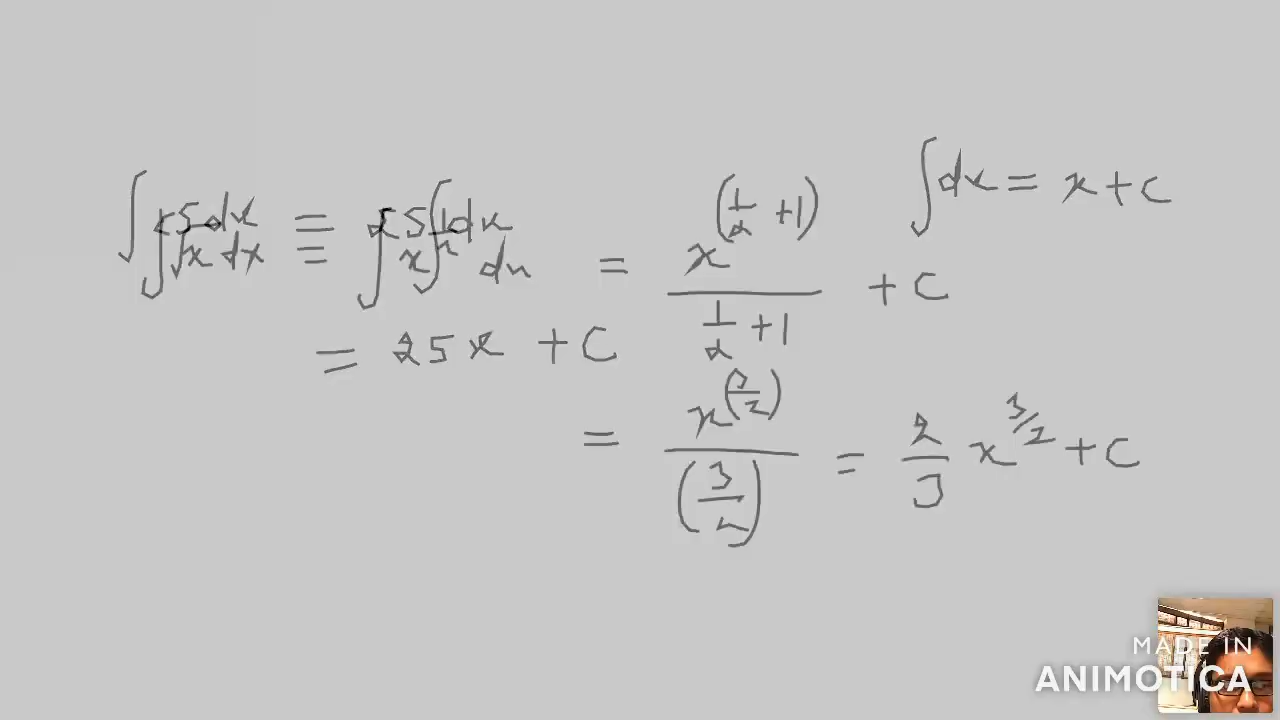 ∫ dx = x + c
∫ 25 dx = ∫ 25 dx
= 25x + C
∫ √x dx = ∫ x^(1/2) dx = x^(1/2 + 1) / (1/2 + 1) + C
= x^(3/2) / (3/2) = 2/3 x^(3/2) + C
MADE IN
ANIMOTICA